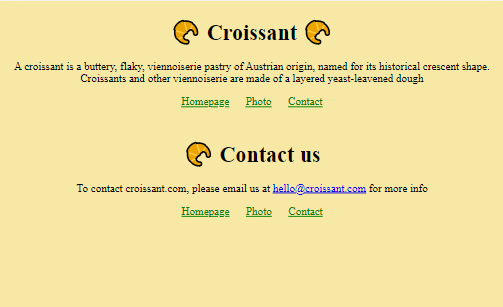 Croissant
A croissant is a buttery, flaky, viennoiserie pastry of Austrian origin, named for its historical crescent shape.
Croissants and other viennoiserie are made of a layered yeast-leavened dough
Homepage Photo Contact
Contact us
To contact croissant.com, please email us at hello@croissant.com for more info
Homepage Photo Contact